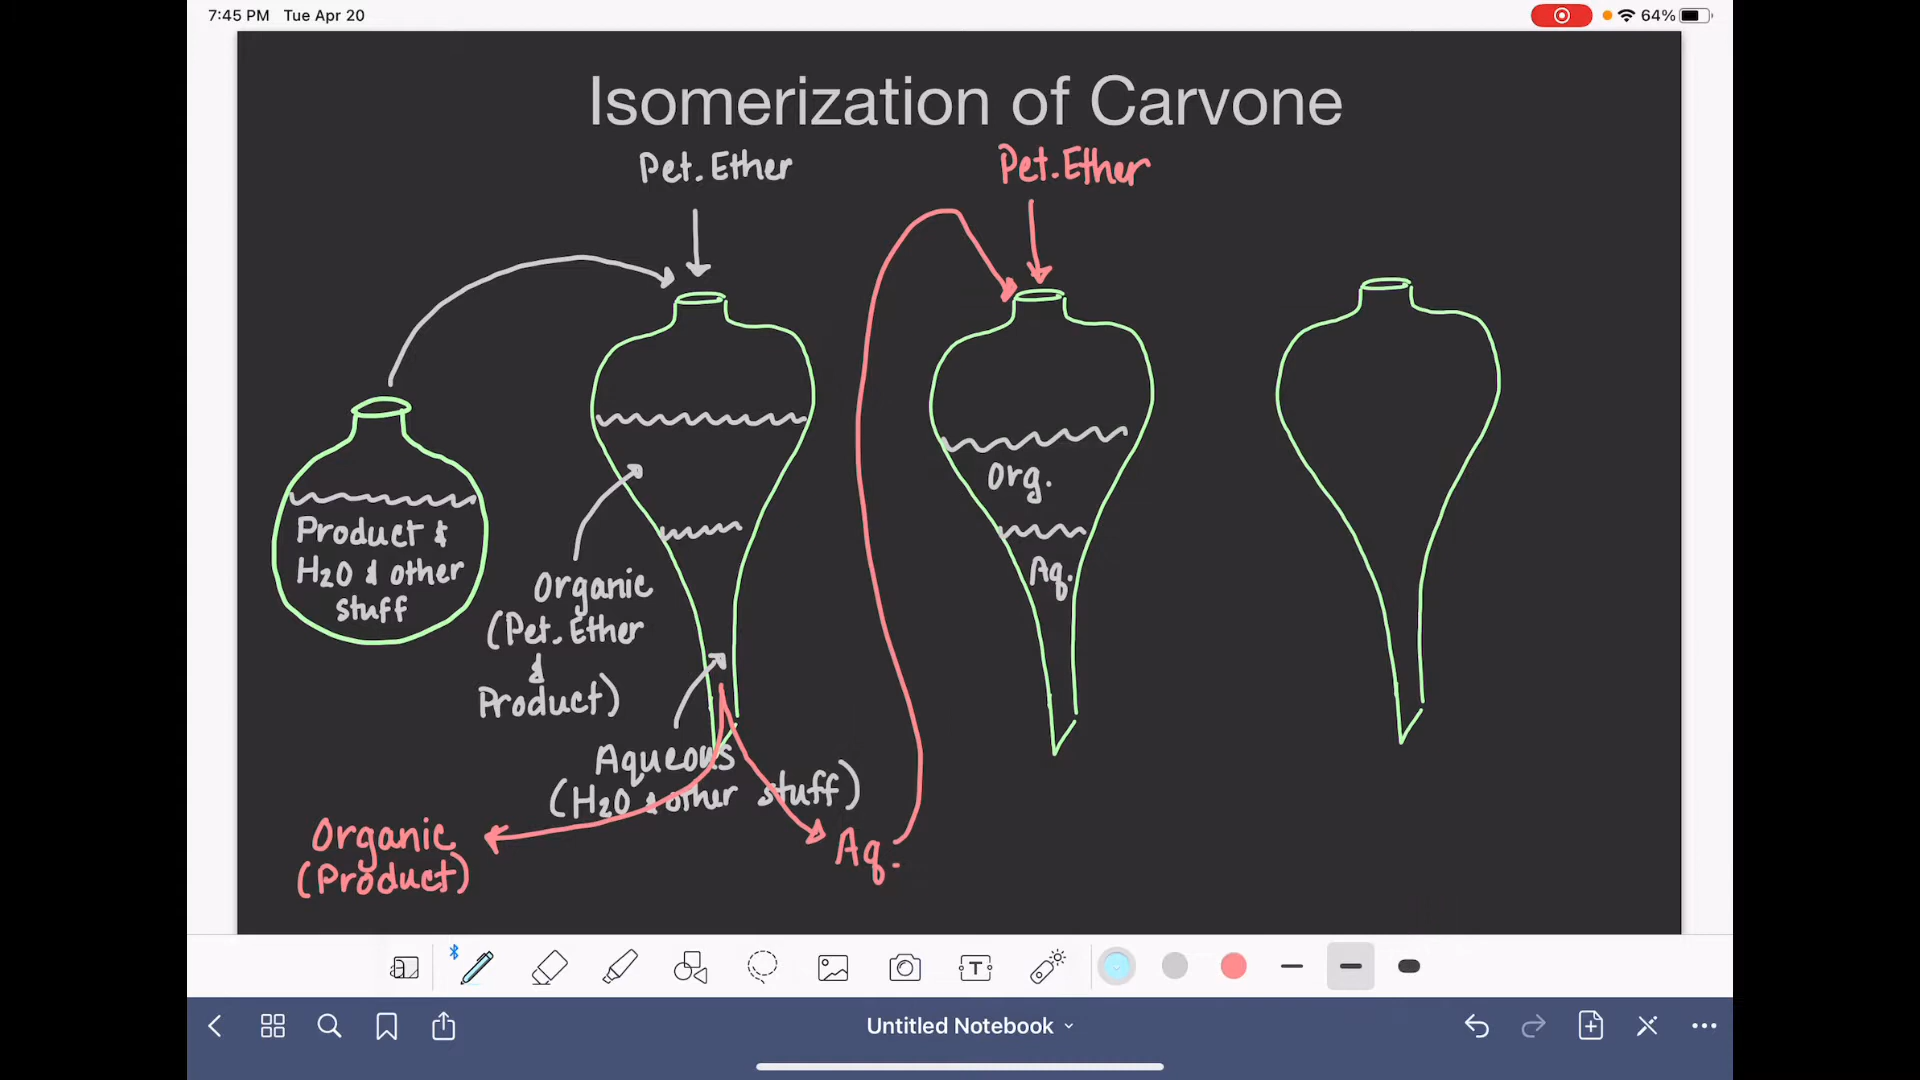 7:45 PM Tue Apr 20
64%
Isomerization of Carvone
Pet. Ether
Pet. Ether
Product &
H2O & other
stuff
Organic
(Pet. Ether
&
Product)
Aqueous
(H2O & other stuff)
Organic
(Product)
Aq.
Org.
Aq.
T
Untitled Notebook